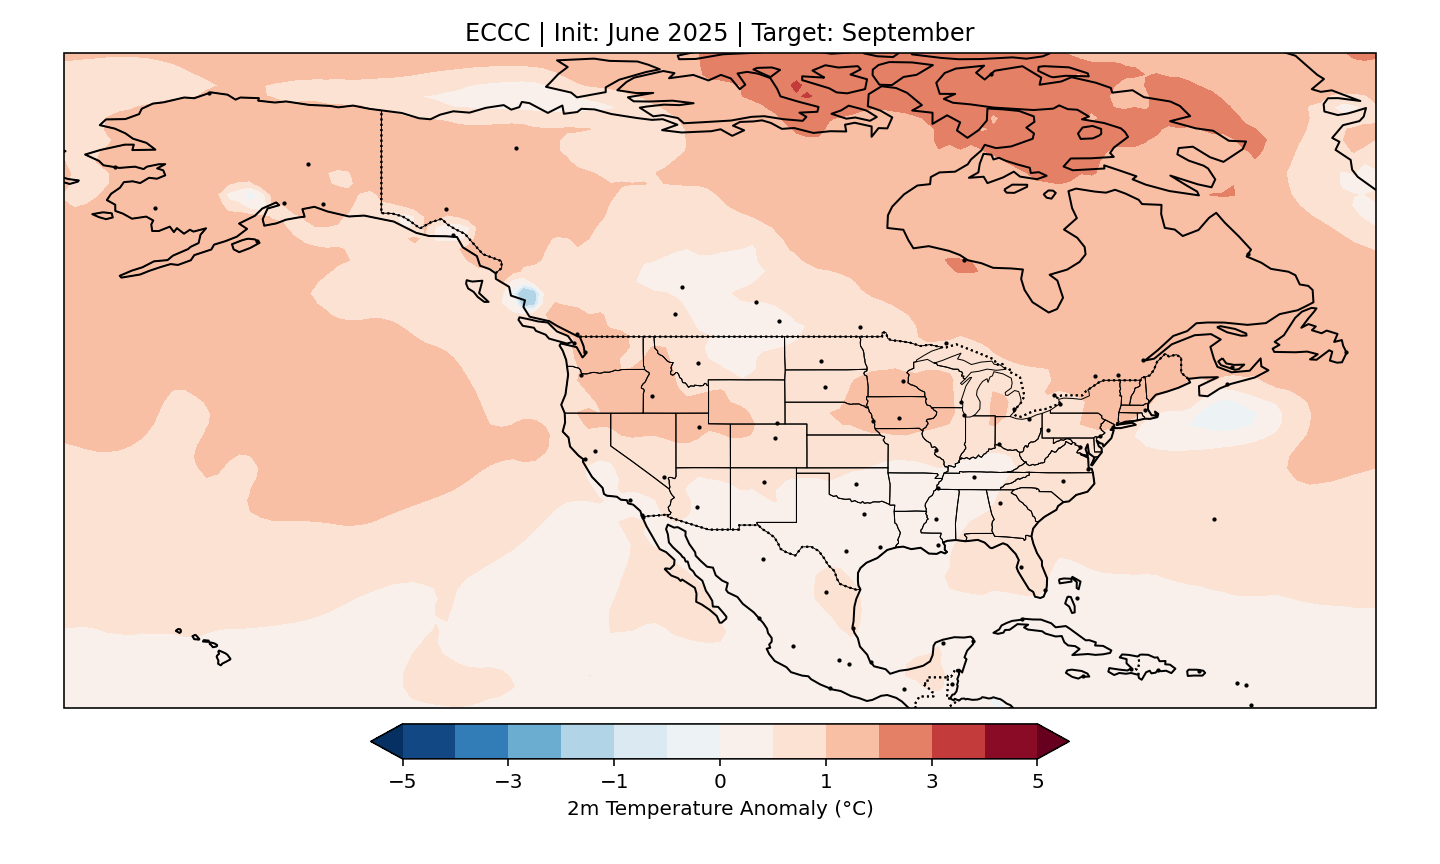 ECCC | Init: June 2025 | Target: September
−5 −3 −1 0 1 3 5
2m Temperature Anomaly (°C)